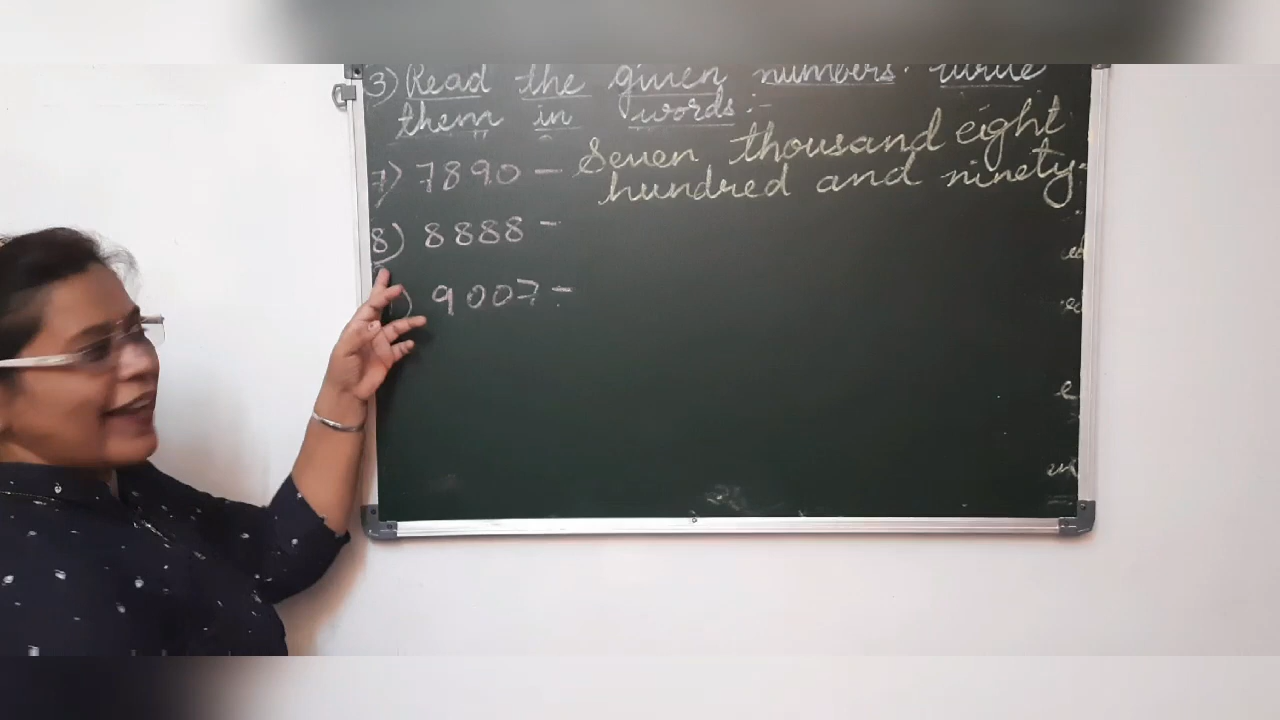 3) Read the given numbers. Write
them in words:-
7) 7890 - Seven thousand eight
hundred and ninety.
8) 8888 -
) 9007 -